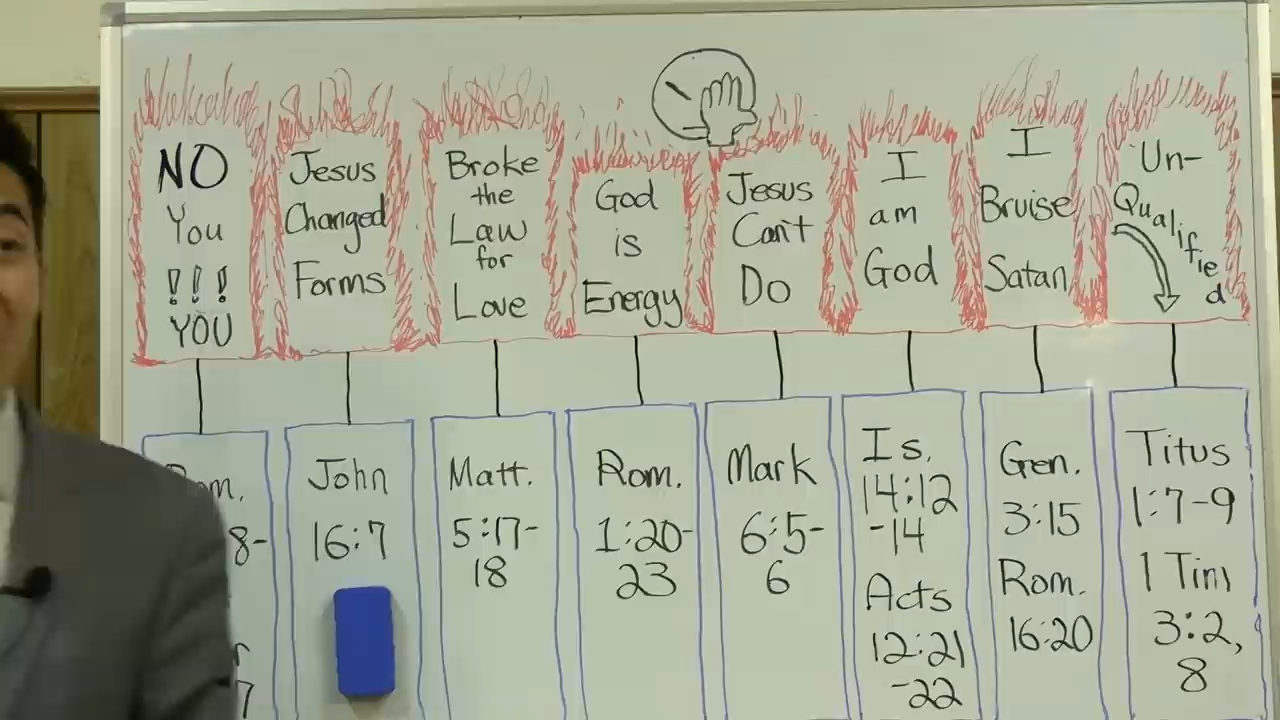 NO
You
!!!
YOU
Jesus
Changed
Forms
Broke
the
Law
for
Love
God
is
Energy
Jesus
Can't
Do
I
am
God
I
Bruise
Satan
Un-
Qualified
8-
7
John
16:7
Matt.
5:17-
18
Rom.
1:20-
23
Mark
6:5-
6
Is.
14:12
-14
Acts
12:21
-22
Gen.
3:15
Rom.
16:20
Titus
1:7-9
1 Tim
3:2,
8